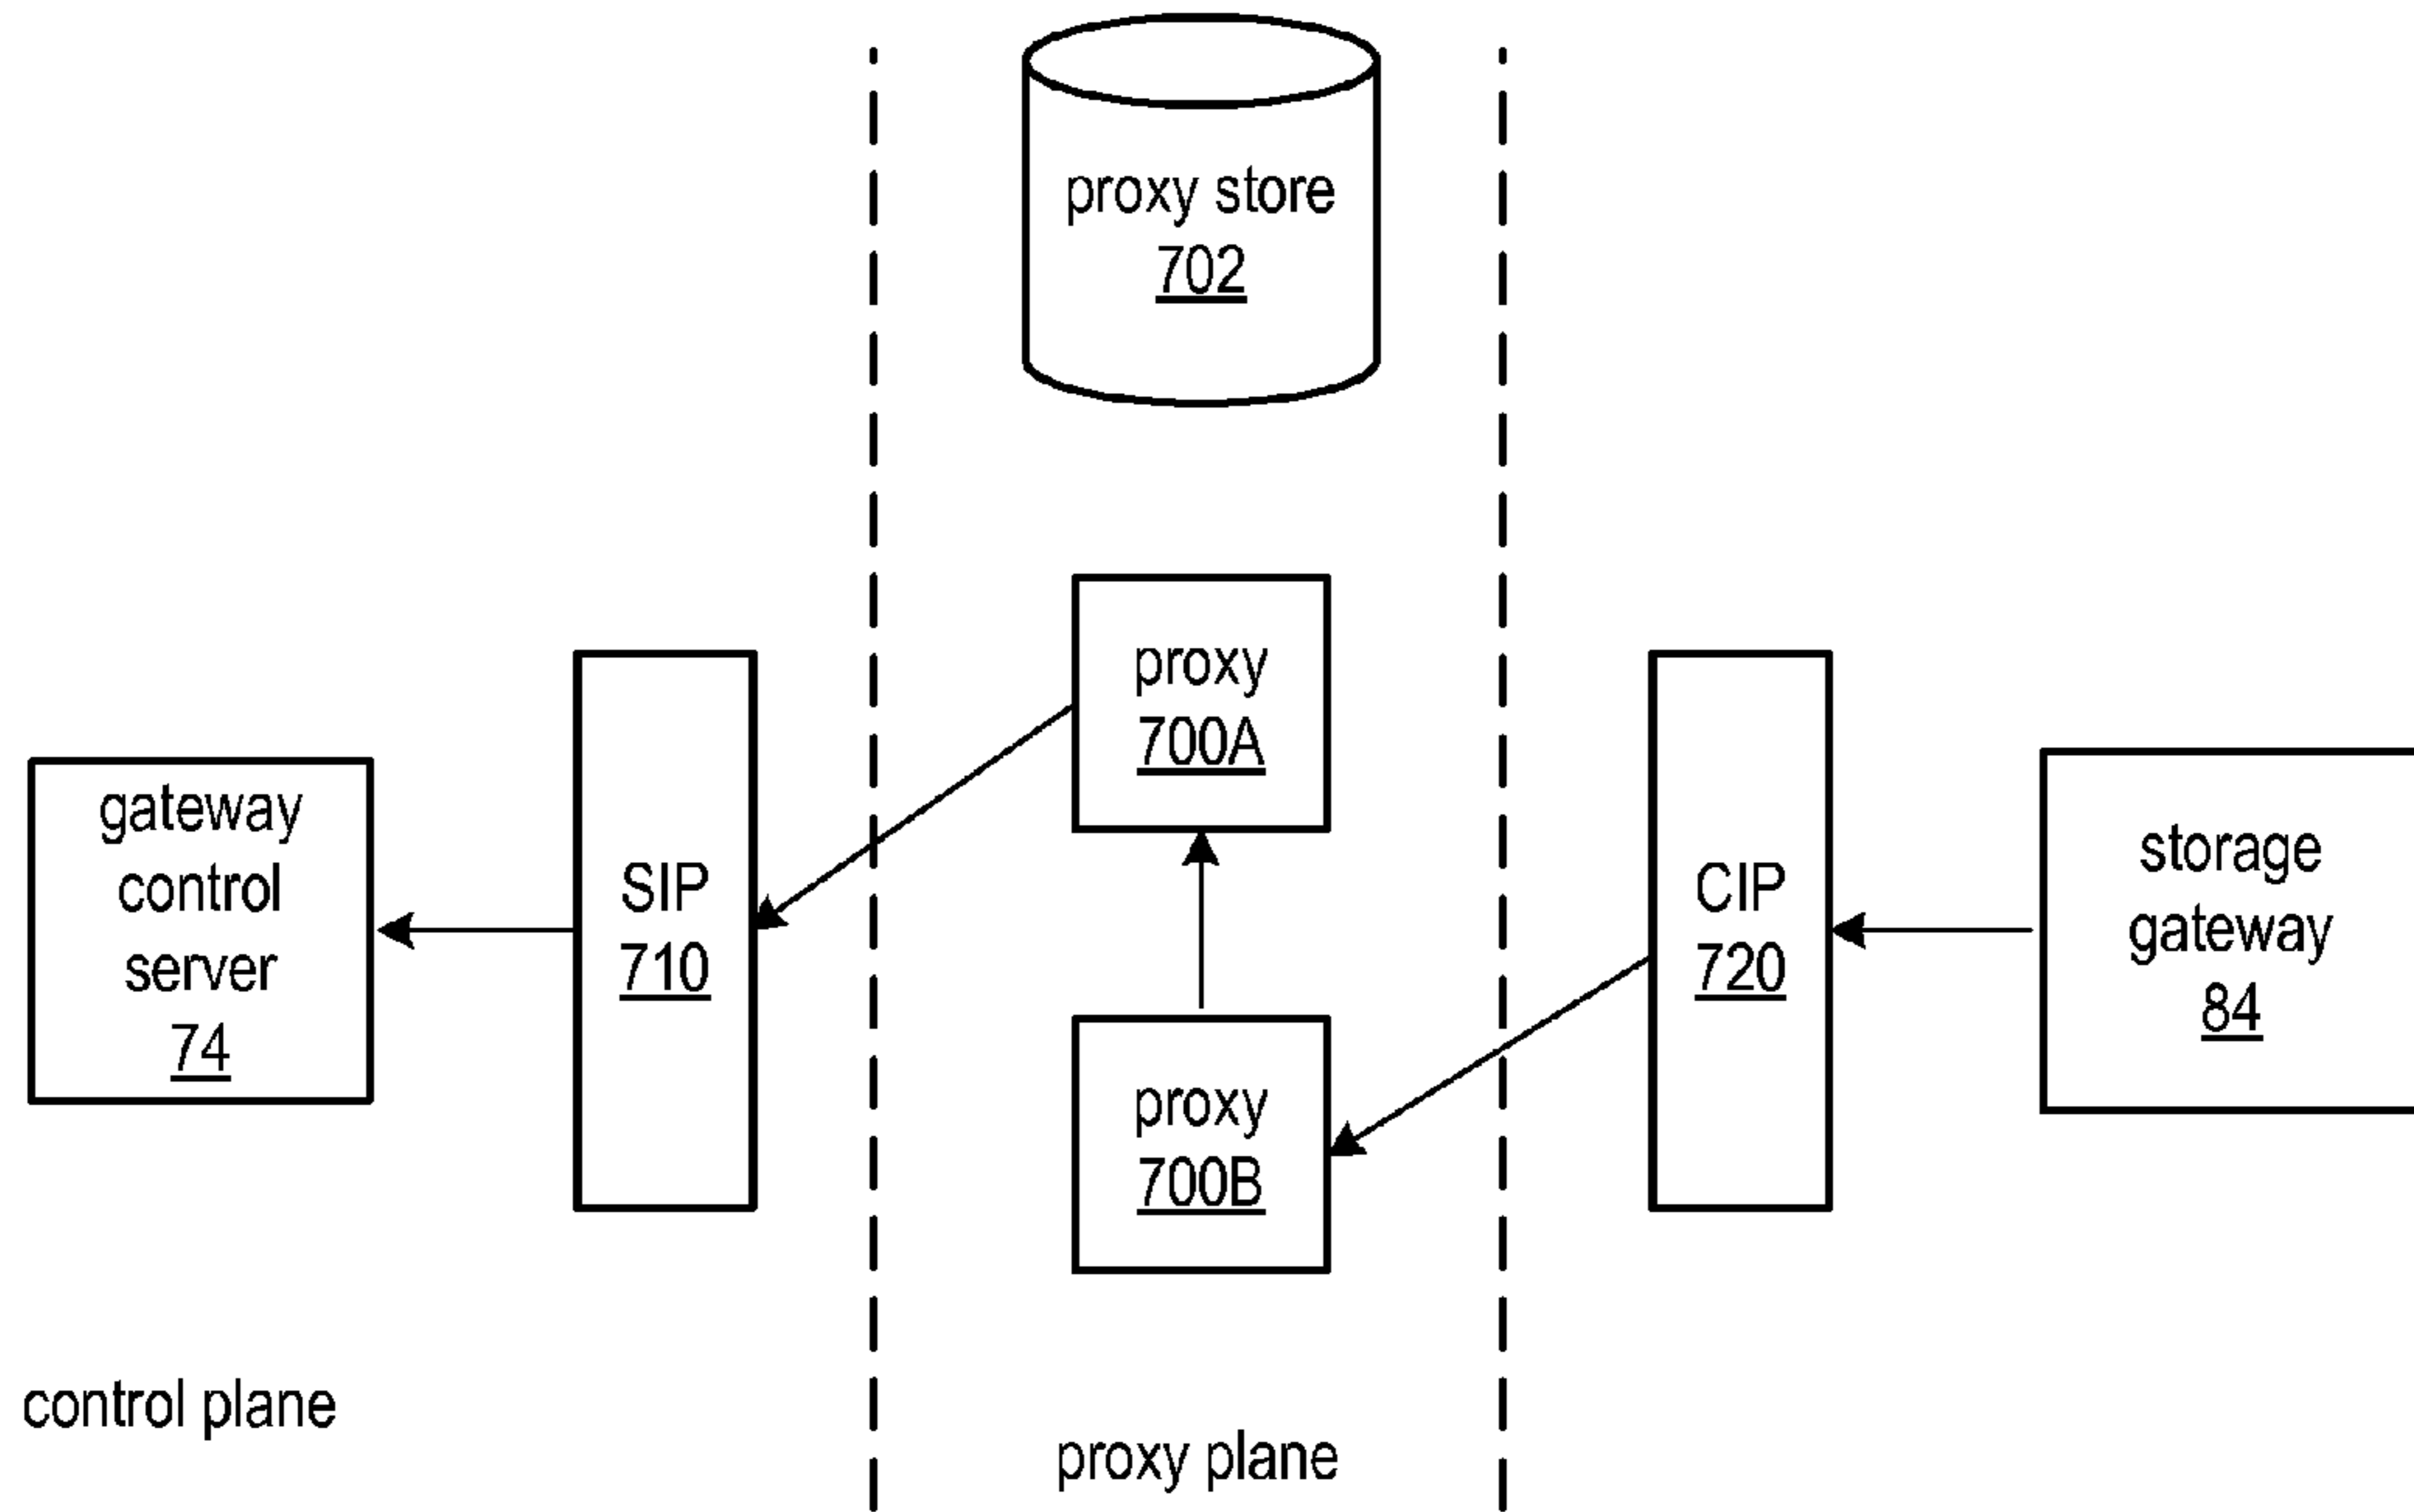 proxy store
702
proxy
700A
gateway
control
server
74
SIP
710
CIP
720
storage
gateway
84
proxy
700B
control plane
proxy plane